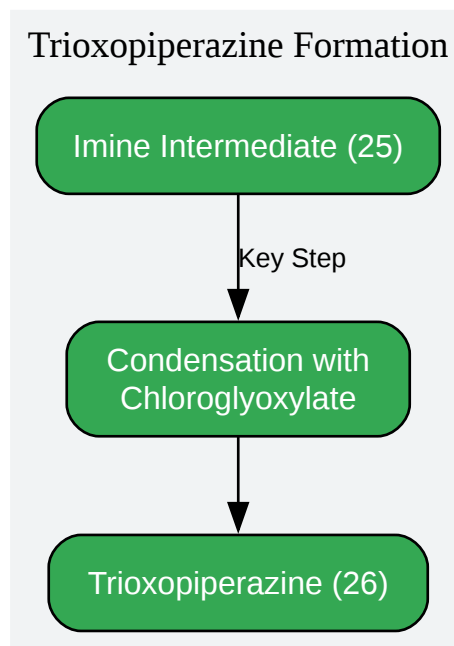 Trioxopiperazine Formation
Imine Intermediate (25)
Key Step
Condensation with
Chloroglyoxylate
Trioxopiperazine (26)